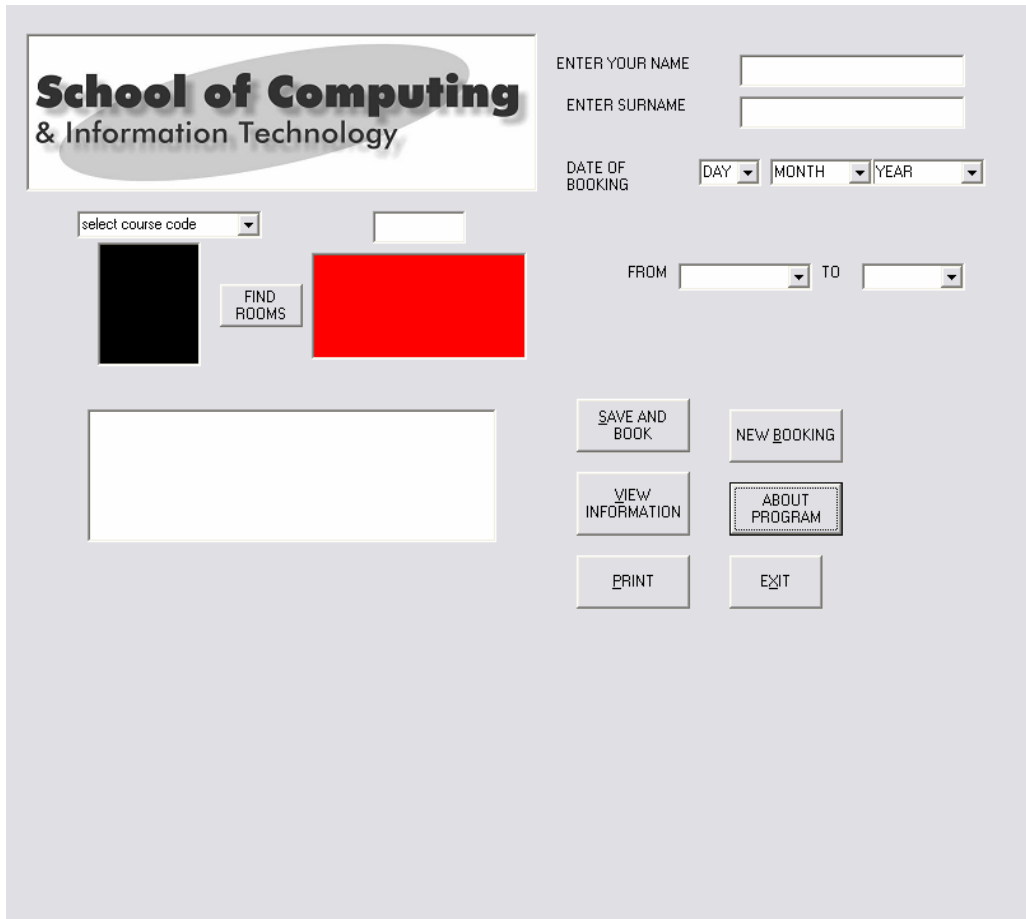 School of Computing
& Information Technology
ENTER YOUR NAME
ENTER SURNAME
DATE OF
BOOKING
DAY
MONTH
YEAR
select course code
FIND
ROOMS
FROM
TO
SAVE AND
BOOK
NEW BOOKING
VIEW
INFORMATION
ABOUT
PROGRAM
PRINT
EXIT